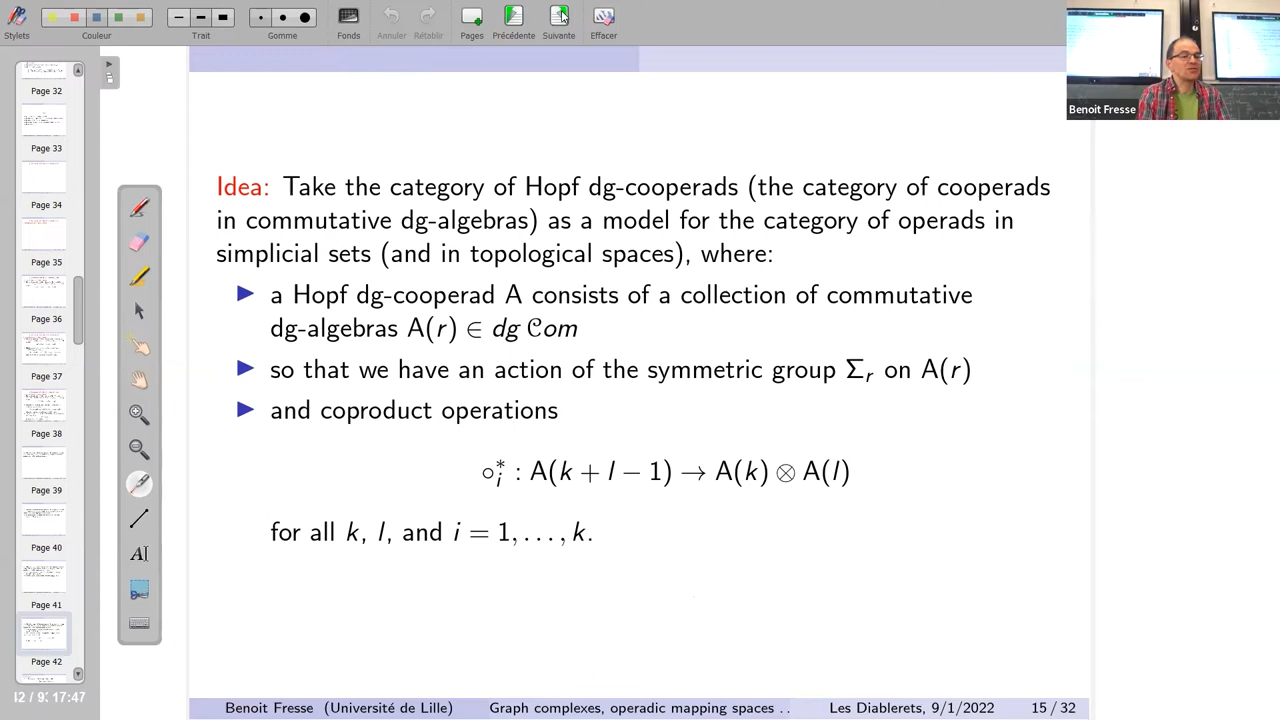 Stylets
Couleur
Trait
Gomme
Fonds
Annuler
Rétablir
Pages
Précédente
Suivante
Effacer
Benoit Fresse
Page 32
Page 33
Page 34
Page 35
Page 36
Page 37
Page 38
Page 39
Page 40
Page 41
Page 42
17:47
Idea: Take the category of Hopf dg-cooperads (the category of cooperads
in commutative dg-algebras) as a model for the category of operads in
simplicial sets (and in topological spaces), where:
▶ a Hopf dg-cooperad A consists of a collection of commutative
dg-algebras A(r) ∈ dg Com
▶ so that we have an action of the symmetric group Σ_r on A(r)
▶ and coproduct operations
∘_i^* : A(k + l − 1) → A(k) ⊗ A(l)
for all k, l, and i = 1, . . . , k.
Benoit Fresse (Université de Lille)
Graph complexes, operadic mapping spaces . .
Les Diablerets, 9/1/2022
15 / 32